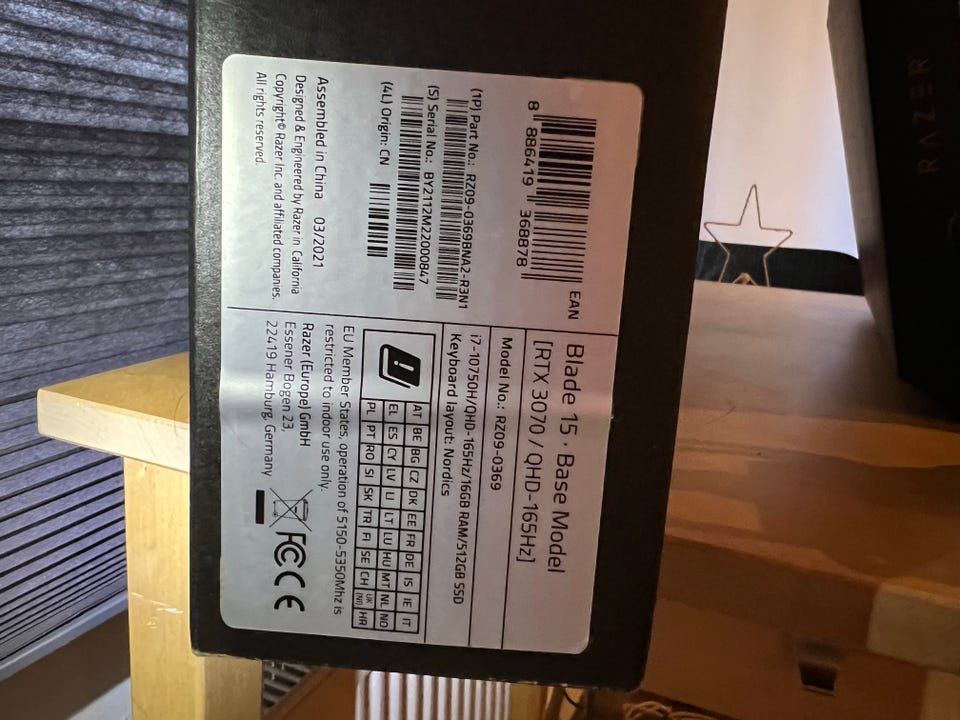 Blade 15 · Base Model
[RTX 3070 / QHD-165Hz]
Model No.: RZ09-0369
i7-10750H/QHD-165Hz/16GB RAM/512GB SSD
Keyboard layout: Nordics
AT BE BG CZ DK EE FR DE IS IE IT
EL ES CY LV LI LT LU HU MT NL NO
PL PT RO SI SK TR FI SE CH UK(NI) HR
EU Member States, operation of 5150-5350Mhz is
restricted to indoor use only.
Razer (Europe) GmbH
Essener Bogen 23,
22419 Hamburg, Germany
FC CE
EAN
8 886419 368878
(1P) Part No.: RZ09-0369BNA2-R3N1
(S) Serial No.: BY2112M22000847
(4L) Origin: CN
Assembled in China 03/2021
Designed & Engineered by Razer in California
Copyright© Razer Inc. and affiliated companies.
All rights reserved.
RAZER